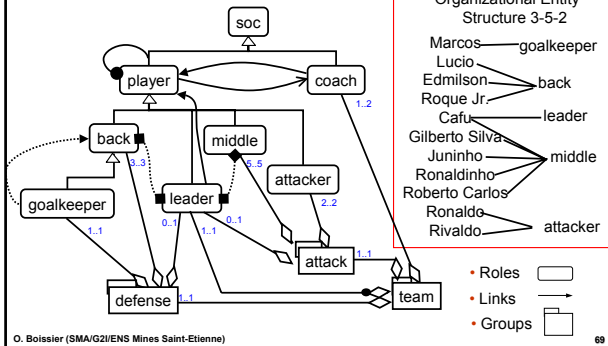 soc
player
coach
1..2
back
3..3
middle
5..5
attacker
2..2
goalkeeper
1..1
leader
0..1
0..1
1..1
attack
1..1
defense
1..1
team
Organizational Entity
Structure 3-5-2
Marcos
goalkeeper
Lucio
Edmilson
back
Roque Jr.
Cafu
leader
Gilberto Silva
Juninho
middle
Ronaldinho
Roberto Carlos
Ronaldo
attacker
Rivaldo
• Roles
• Links
• Groups
O. Boissier (SMA/G2I/ENS Mines Saint-Etienne)
69